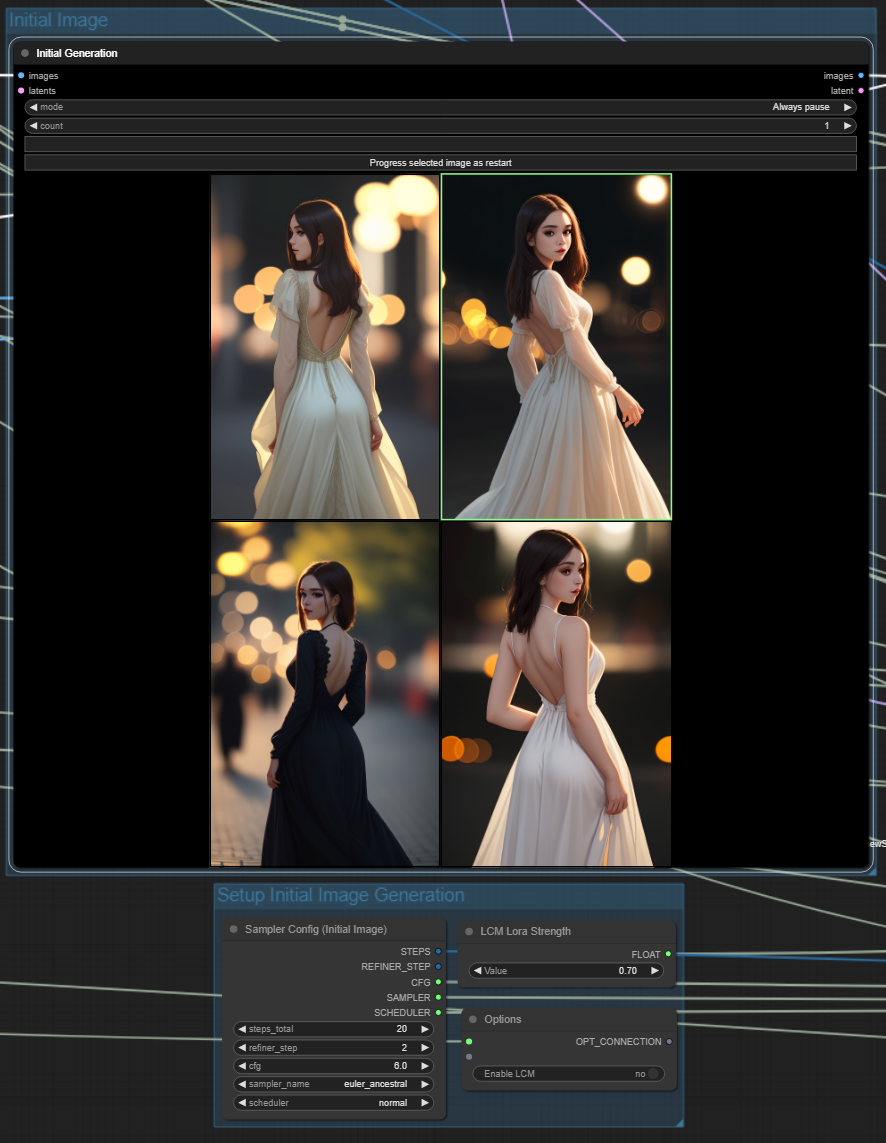 Initial Image
Initial Generation
images images
latents latent
mode Always pause
count 1
Progress selected image as restart
Setup Initial Image Generation
Sampler Config (Initial Image)
STEPS
REFINER_STEP
CFG
SAMPLER
SCHEDULER
steps_total 20
refiner_step 2
cfg 6.0
sampler_name euler_ancestral
scheduler normal
LCM Lora Strength
FLOAT
Value 0.70
Options
OPT_CONNECTION
Enable LCM no